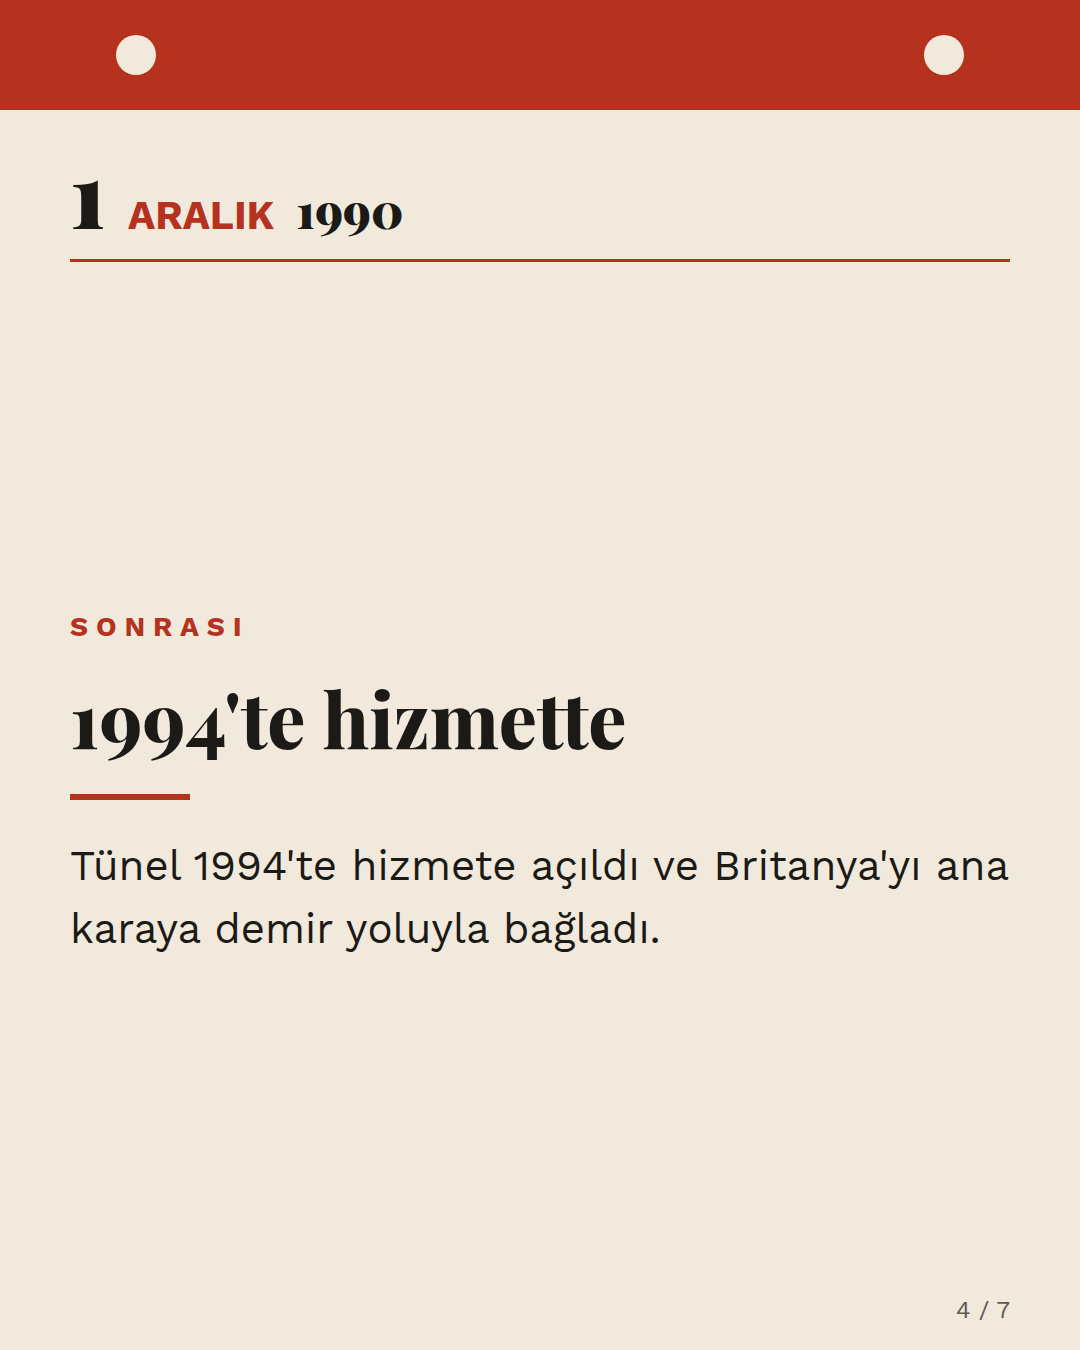 1 ARALIK 1990
SONRASI
1994'te hizmette
Tünel 1994'te hizmete açıldı ve Britanya'yı ana
karaya demir yoluyla bağladı.
4 / 7